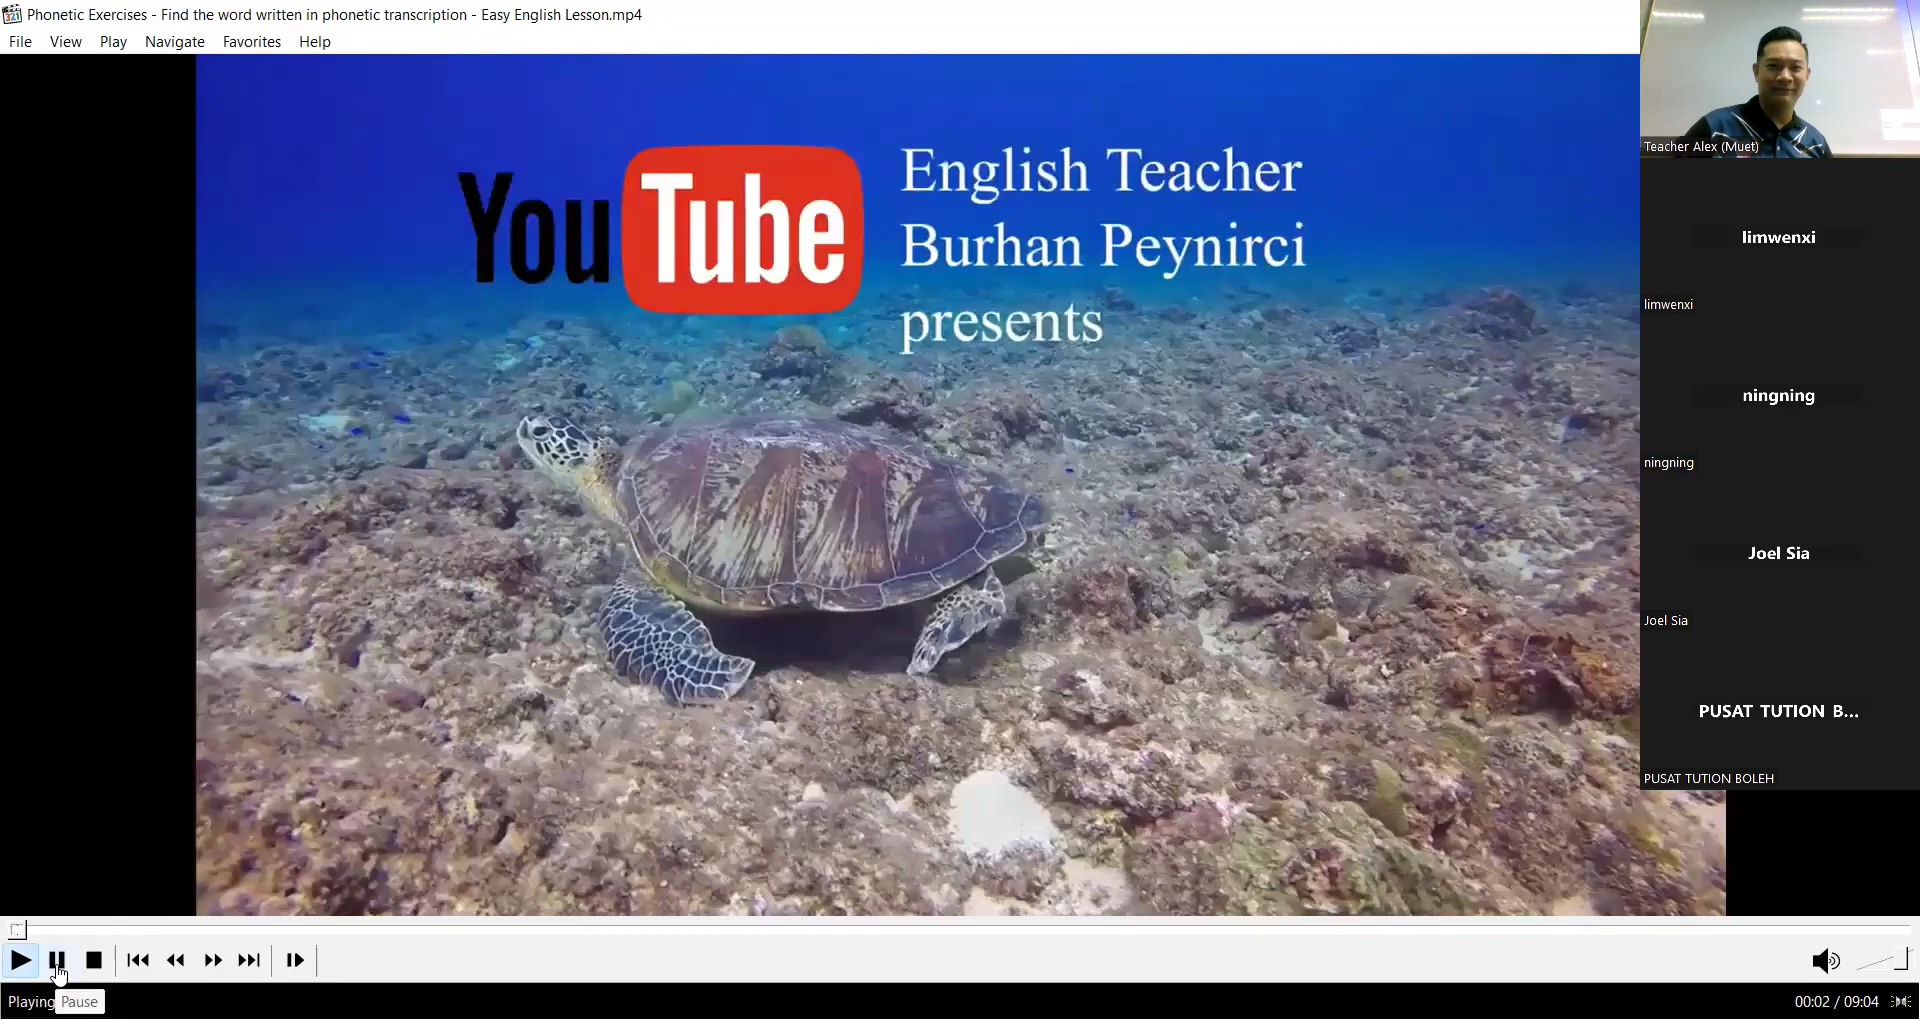 Phonetic Exercises - Find the word written in phonetic transcription - Easy English Lesson.mp4
File View Play Navigate Favorites Help
YouTube
English Teacher
Burhan Peynirci
presents
Teacher Alex (Muet)
limwenxi
limwenxi
ningning
ningning
Joel Sia
Joel Sia
PUSAT TUTION B...
PUSAT TUTION BOLEH
Playing Pause 00:02 / 09:04